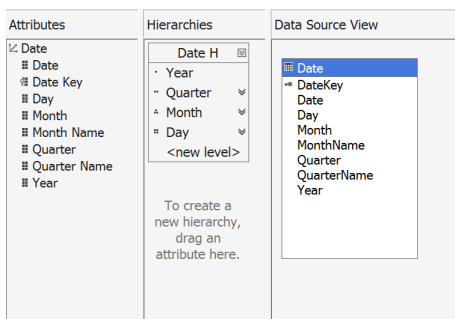 Attributes
Date
Date
Date Key
Day
Month
Month Name
Quarter
Quarter Name
Year
Hierarchies
Date H
Year
Quarter
Month
Day
<new level>
To create a
new hierarchy,
drag an
attribute here.
Data Source View
Date
DateKey
Date
Day
Month
MonthName
Quarter
QuarterName
Year